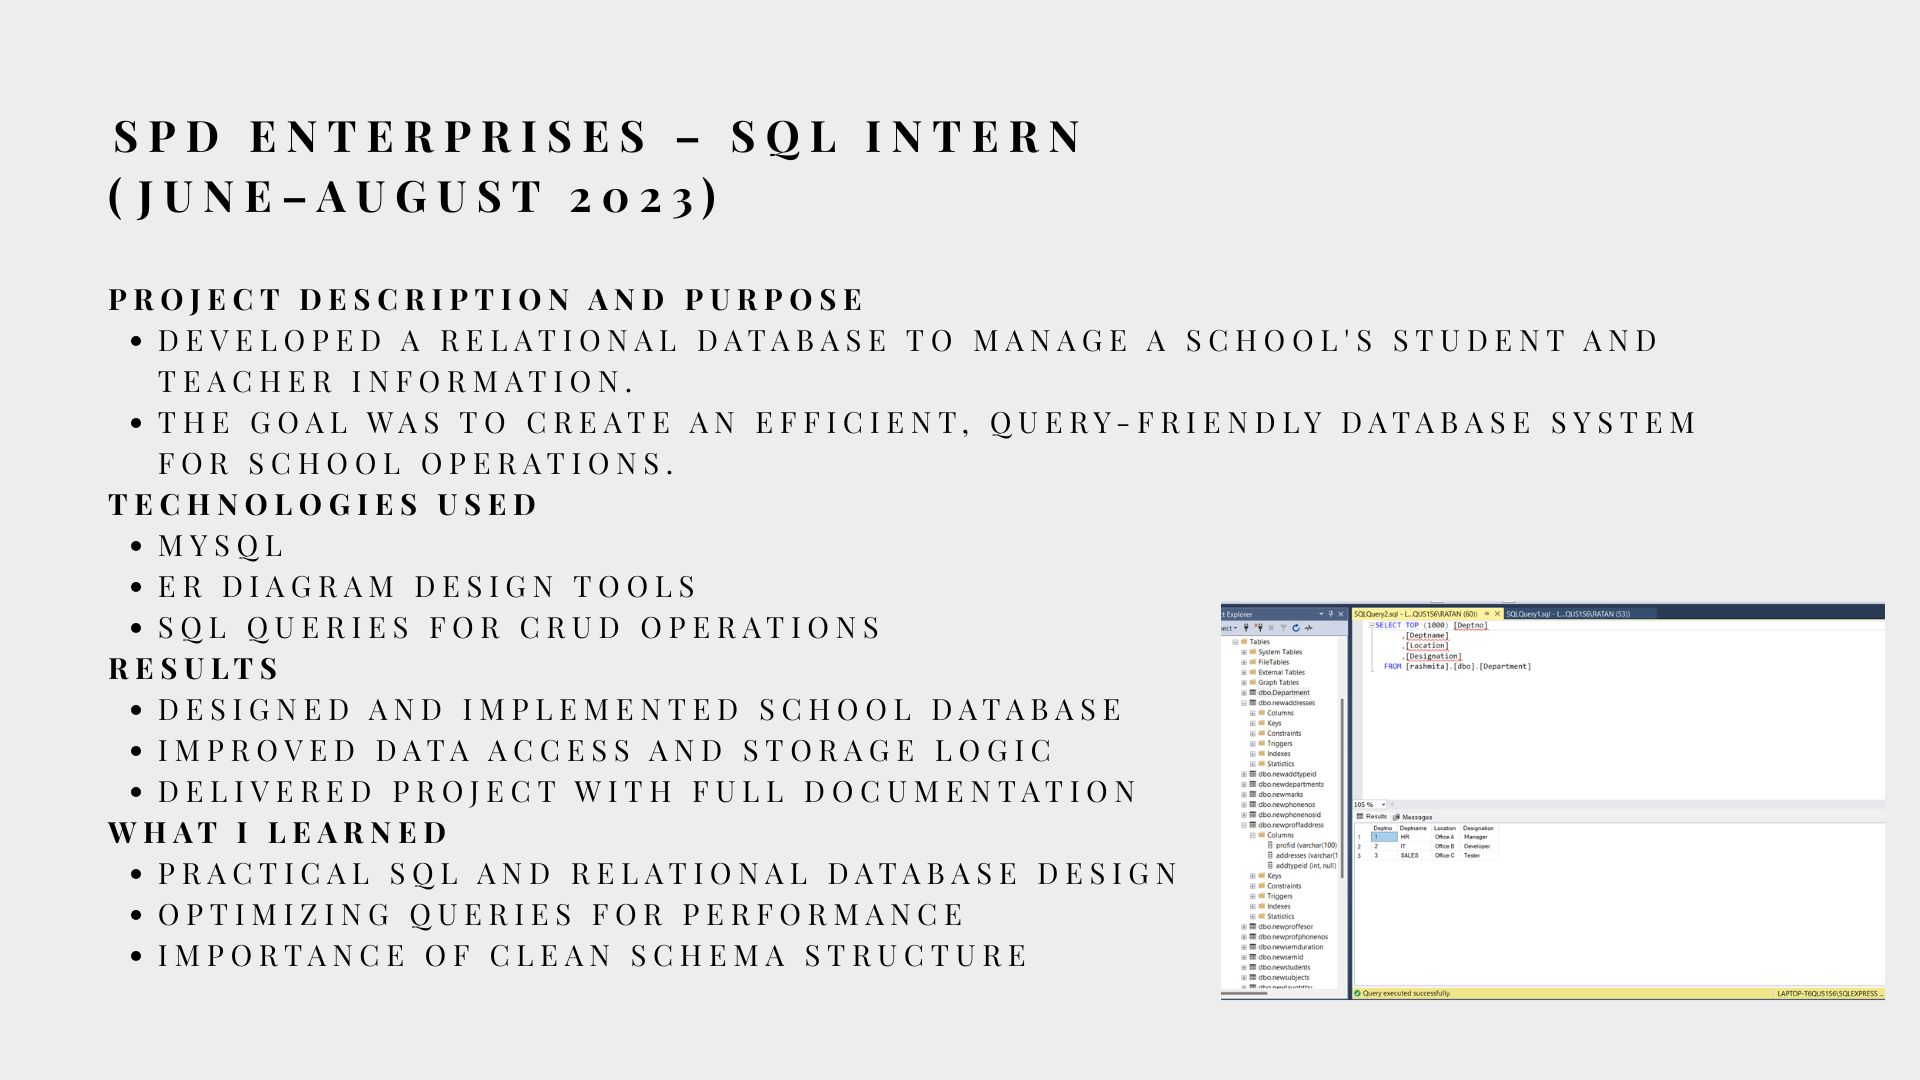 SPD ENTERPRISES – SQL INTERN
(JUNE–AUGUST 2023)
PROJECT DESCRIPTION AND PURPOSE
• DEVELOPED A RELATIONAL DATABASE TO MANAGE A SCHOOL'S STUDENT AND
TEACHER INFORMATION.
• THE GOAL WAS TO CREATE AN EFFICIENT, QUERY-FRIENDLY DATABASE SYSTEM
FOR SCHOOL OPERATIONS.
TECHNOLOGIES USED
• MYSQL
• ER DIAGRAM DESIGN TOOLS
• SQL QUERIES FOR CRUD OPERATIONS
RESULTS
• DESIGNED AND IMPLEMENTED SCHOOL DATABASE
• IMPROVED DATA ACCESS AND STORAGE LOGIC
• DELIVERED PROJECT WITH FULL DOCUMENTATION
WHAT I LEARNED
• PRACTICAL SQL AND RELATIONAL DATABASE DESIGN
• OPTIMIZING QUERIES FOR PERFORMANCE
• IMPORTANCE OF CLEAN SCHEMA STRUCTURE
Explorer
Tables
System Tables
FileTables
External Tables
Graph Tables
dbo.Department
dbo.newaddresses
Columns
Keys
Constraints
Triggers
Indexes
Statistics
dbo.newaddtypeid
dbo.newdepartments
dbo.newmarks
dbo.newphonenos
dbo.newphonenosid
dbo.newproffaddress
Columns
profid (varchar(100)
addresses (varchar(1
addtypeid (int, null)
Keys
Constraints
Triggers
Indexes
Statistics
dbo.newproffesor
dbo.newprofphonenos
dbo.newsemduration
dbo.newsemid
dbo.newstudents
dbo.newsubjects
SQLQuery2.sql - L...QUS1S6\RATAN (60)) SQLQuery1.sql - L...QUS1S6\RATAN (53))
SELECT TOP (1000) [Deptno]
,[Deptname]
,[Location]
,[Designation]
FROM [rashmita].[dbo].[Department]
105 %
Results Messages
Deptno Deptname Location Designation
1 1 HR Office A Manager
2 2 IT Office B Developer
3 3 SALES Office C Tester
Query executed successfully. LAPTOP-T6QUS1S6\SQLEXPRESS ...